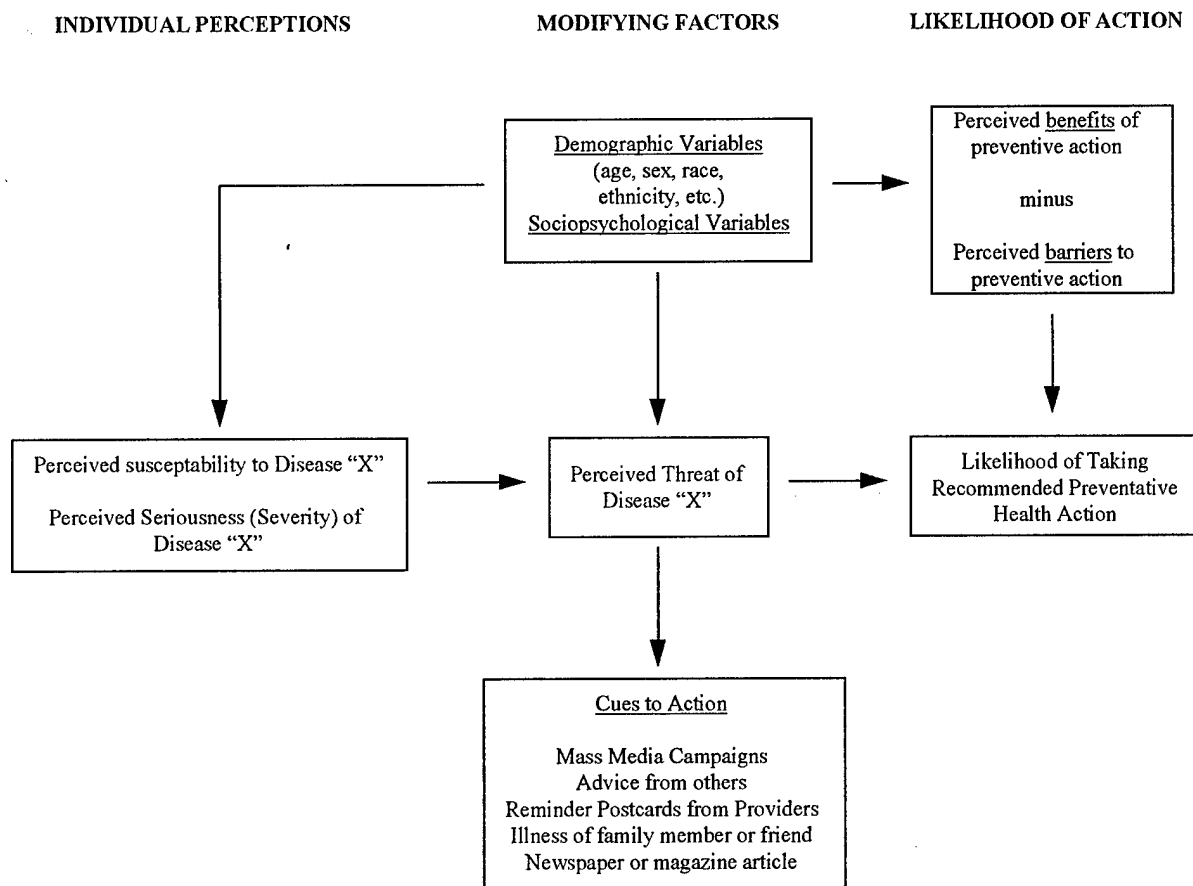 INDIVIDUAL PERCEPTIONS
MODIFYING FACTORS
LIKELIHOOD OF ACTION
Demographic Variables
(age, sex, race,
ethnicity, etc.)
Sociopsychological Variables
Perceived benefits of
preventive action
minus
Perceived barriers to
preventive action
Perceived susceptability to Disease “X”
Perceived Seriousness (Severity) of
Disease “X”
Perceived Threat of
Disease “X”
Likelihood of Taking
Recommended Preventative
Health Action
Cues to Action
Mass Media Campaigns
Advice from others
Reminder Postcards from Providers
Illness of family member or friend
Newspaper or magazine article